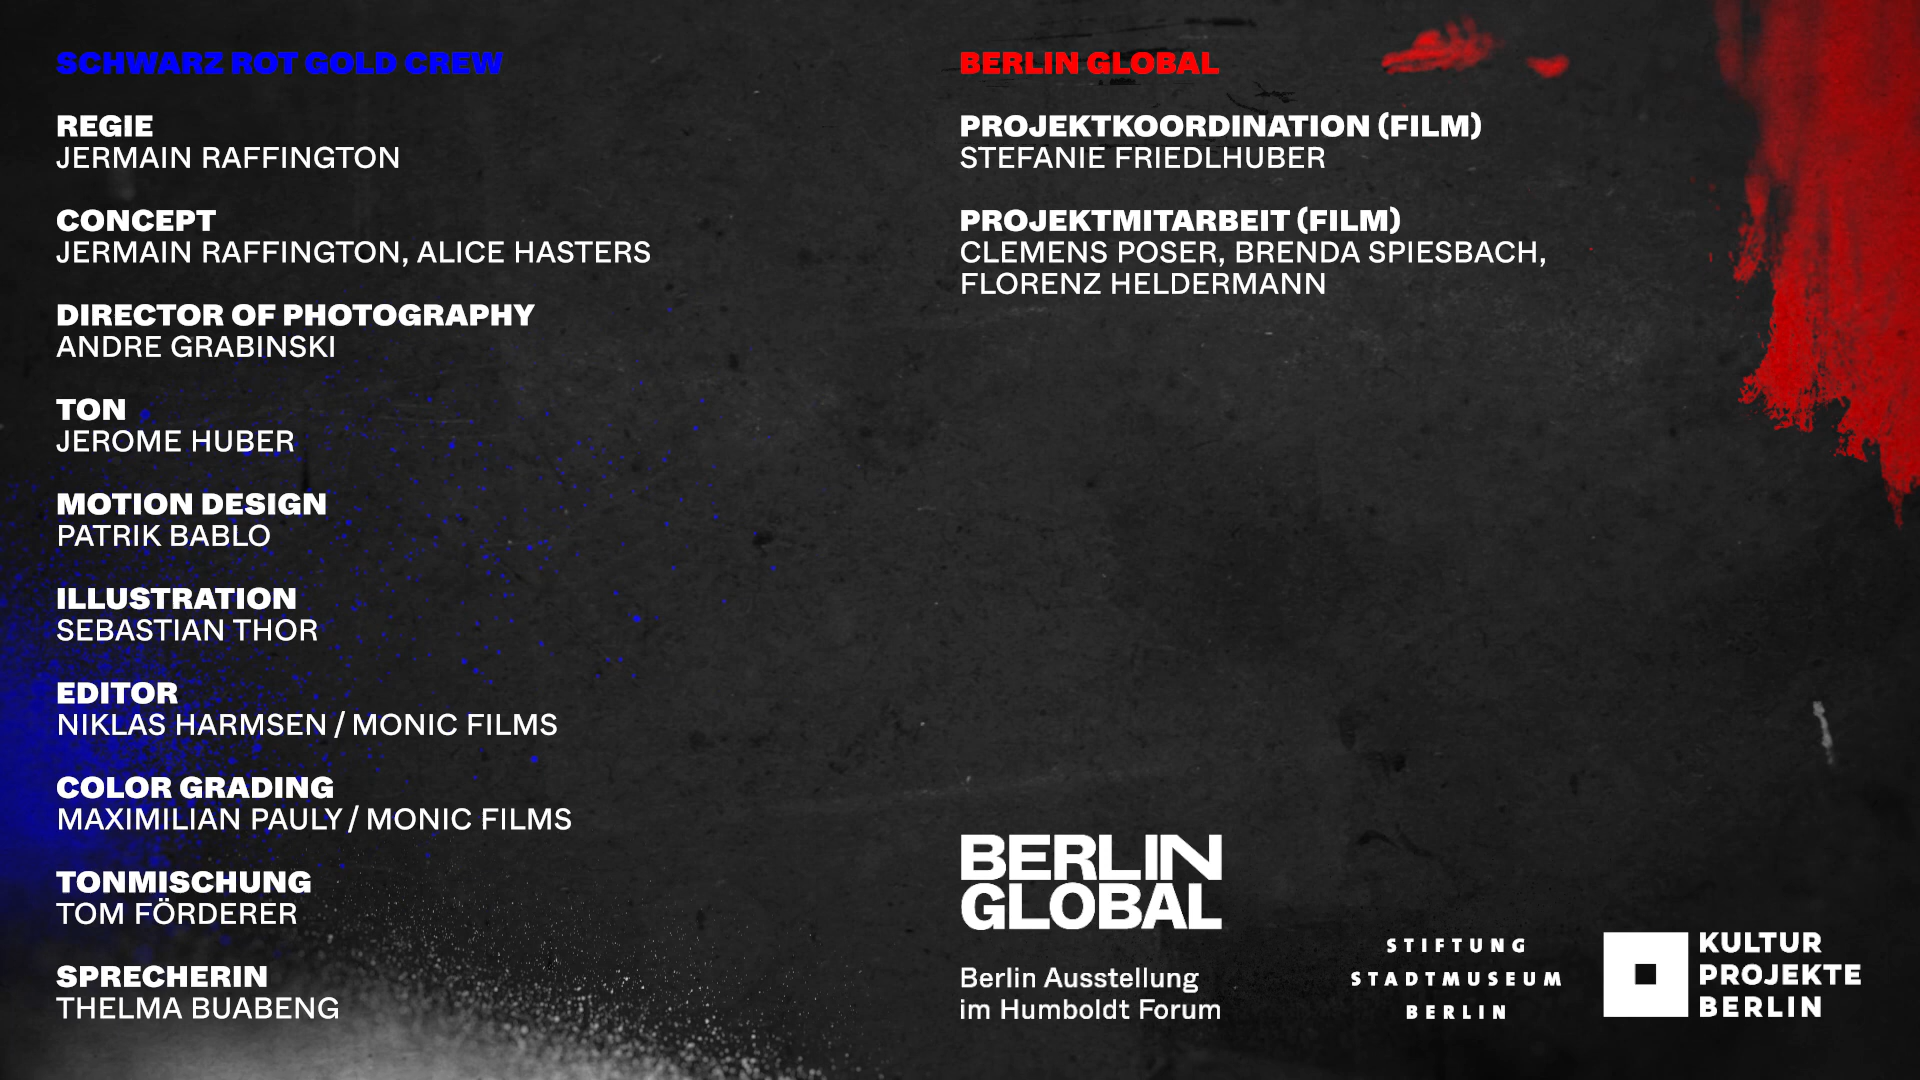 SCHWARZ ROT GOLD CREW
REGIE
JERMAIN RAFFINGTON
CONCEPT
JERMAIN RAFFINGTON, ALICE HASTERS
DIRECTOR OF PHOTOGRAPHY
ANDRE GRABINSKI
TON
JEROME HUBER
MOTION DESIGN
PATRIK BABLO
ILLUSTRATION
SEBASTIAN THOR
EDITOR
NIKLAS HARMSEN / MONIC FILMS
COLOR GRADING
MAXIMILIAN PAULY / MONIC FILMS
TONMISCHUNG
TOM FÖRDERER
SPRECHERIN
THELMA BUABENG
BERLIN GLOBAL
PROJEKTKOORDINATION (FILM)
STEFANIE FRIEDLHUBER
PROJEKTMITARBEIT (FILM)
CLEMENS POSER, BRENDA SPIESBACH,
FLORENZ HELDERMANN
BERLIN
GLOBAL
Berlin Ausstellung
im Humboldt Forum
STIFTUNG
STADTMUSEUM
BERLIN
KULTUR
PROJEKTE
BERLIN